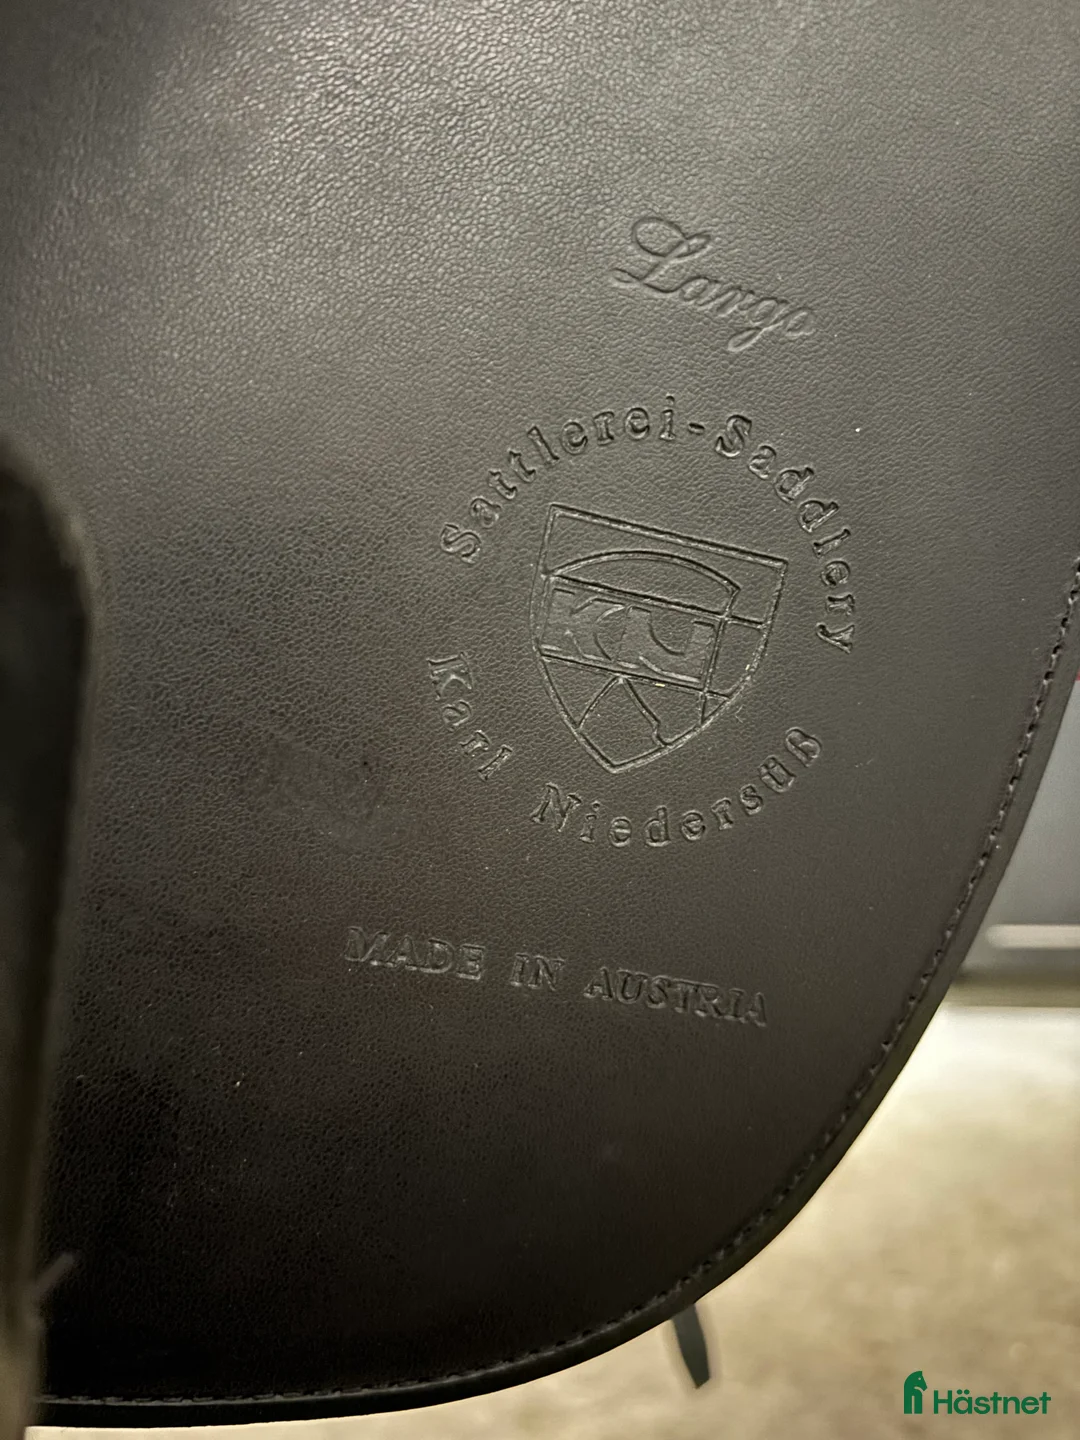 Largo
Sattlerei-Saddlery
KN
Karl Niedersüß
MADE IN AUSTRIA
Hästnet